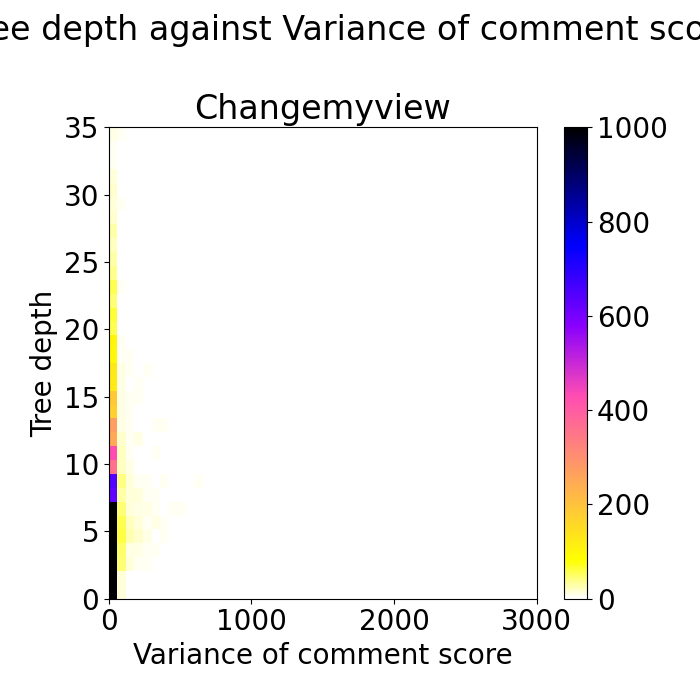 ee depth against Variance of comment sco
Changemyview
35
30
25
20
15
10
5
0
Tree depth
0 1000 2000 3000
Variance of comment score
1000
800
600
400
200
0